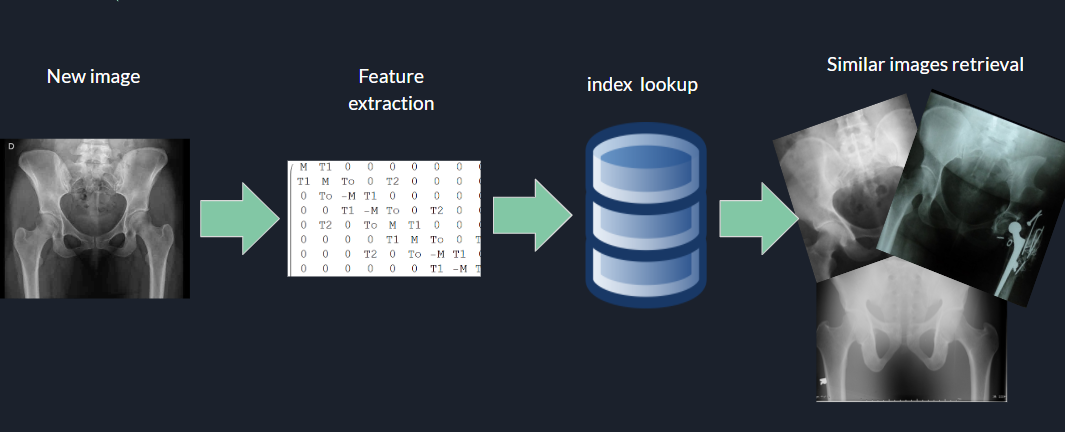 New image
Feature
extraction
index lookup
Similar images retrieval
D
M T1 0 0 0 0 0 0
T1 M To 0 T2 0 0 0
0 To -M T1 0 0 0 0
0 0 T1 -M To 0 T2 0
0 T2 0 To M T1 0 0
0 0 0 0 T1 M To 0
0 0 0 T2 0 To -M T1
0 0 0 0 0 0 T1 -M